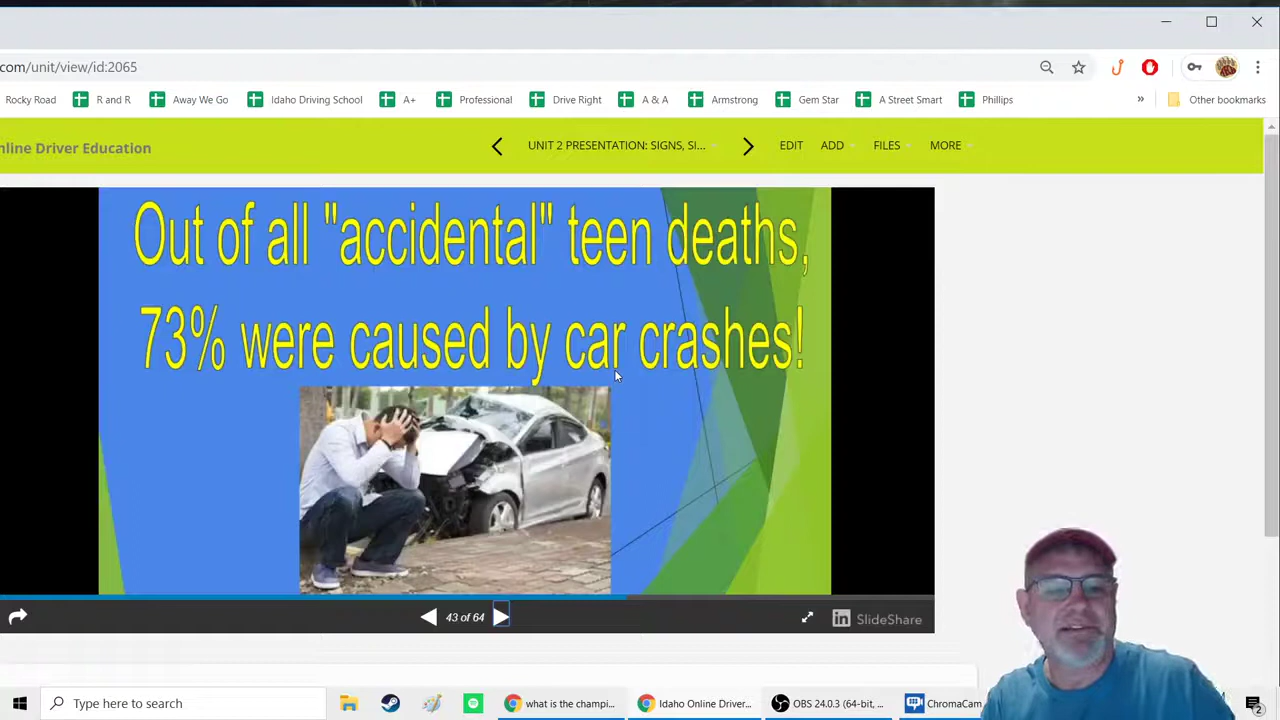 com/unit/view/id:2065
Rocky Road R and R Away We Go Idaho Driving School A+ Professional Drive Right A & A Armstrong Gem Star A Street Smart Phillips » Other bookmarks
nline Driver Education
UNIT 2 PRESENTATION: SIGNS, SI... EDIT ADD FILES MORE
Out of all "accidental" teen deaths,
73% were caused by car crashes!
43 of 64
in SlideShare
Type here to search
what is the champi...
Idaho Online Driver...
OBS 24.0.3 (64-bit, ...
ChromaCam
2